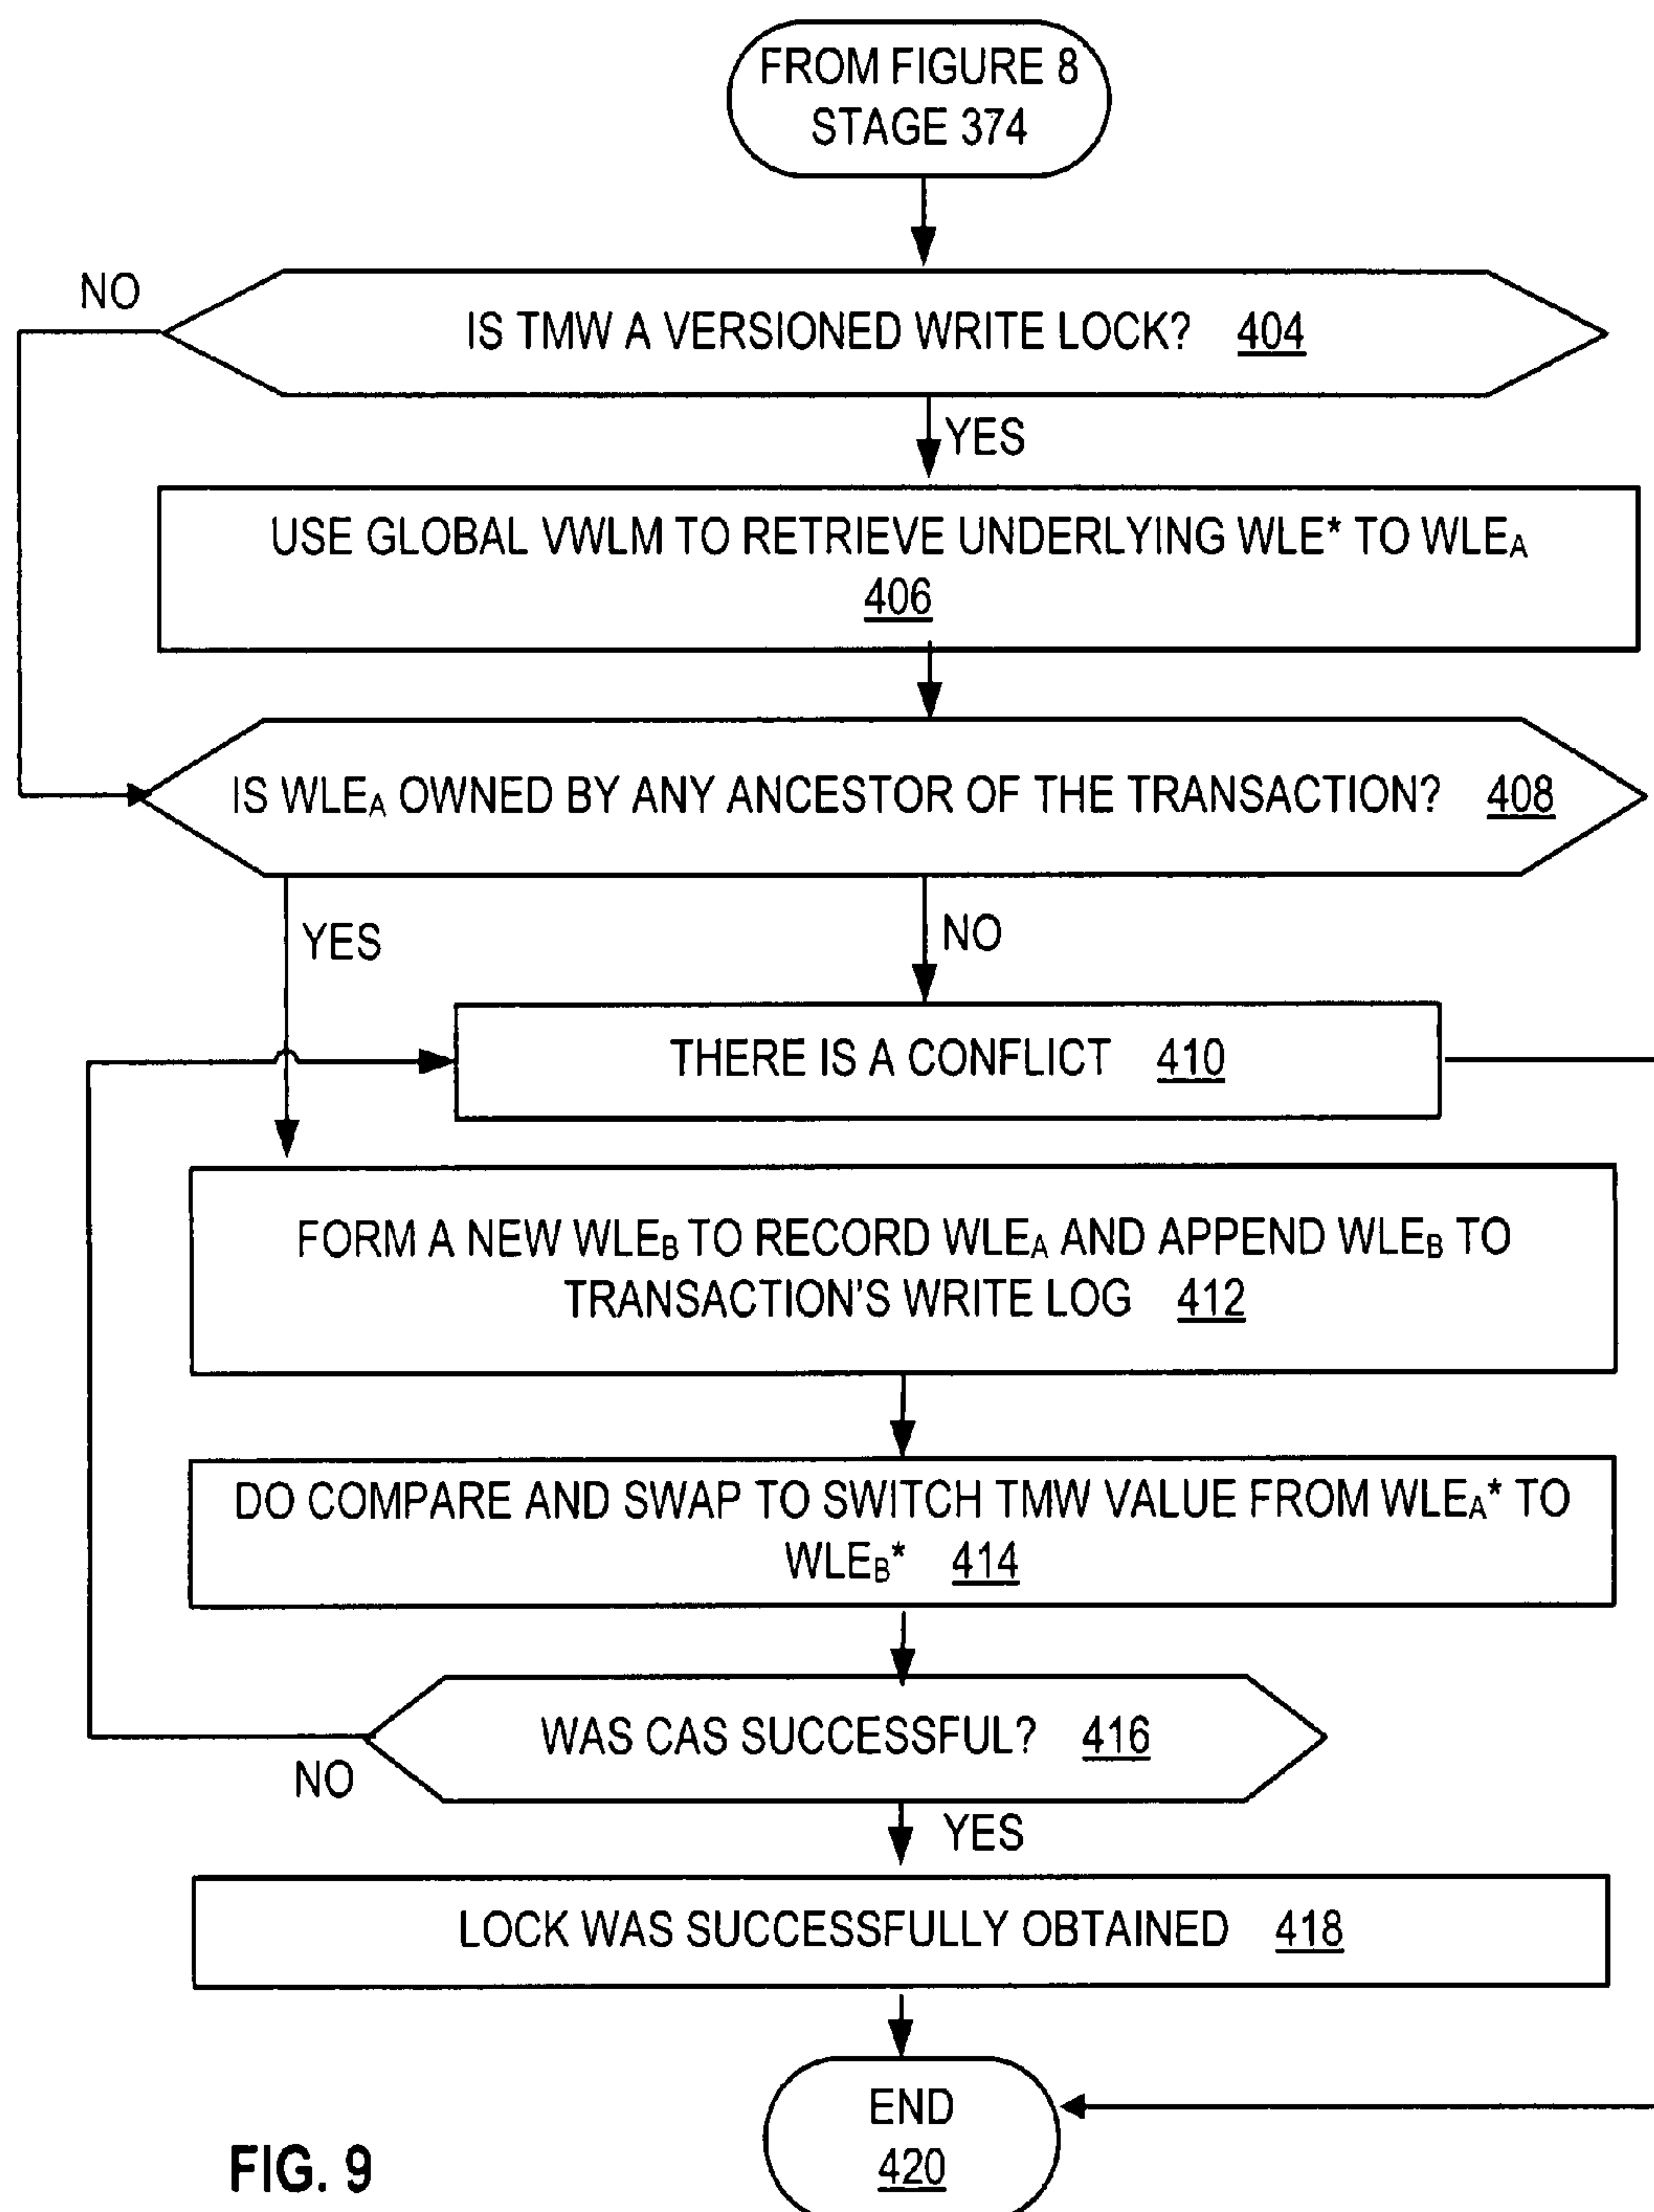 FROM FIGURE 8
STAGE 374
NO
IS TMW A VERSIONED WRITE LOCK? 404
YES
USE GLOBAL VWLM TO RETRIEVE UNDERLYING WLE* TO WLEA
406
IS WLEA OWNED BY ANY ANCESTOR OF THE TRANSACTION? 408
YES
NO
THERE IS A CONFLICT 410
FORM A NEW WLEB TO RECORD WLEA AND APPEND WLEB TO
TRANSACTION'S WRITE LOG 412
DO COMPARE AND SWAP TO SWITCH TMW VALUE FROM WLEA* TO
WLEB* 414
WAS CAS SUCCESSFUL? 416
NO
YES
LOCK WAS SUCCESSFULLY OBTAINED 418
END
420
FIG. 9